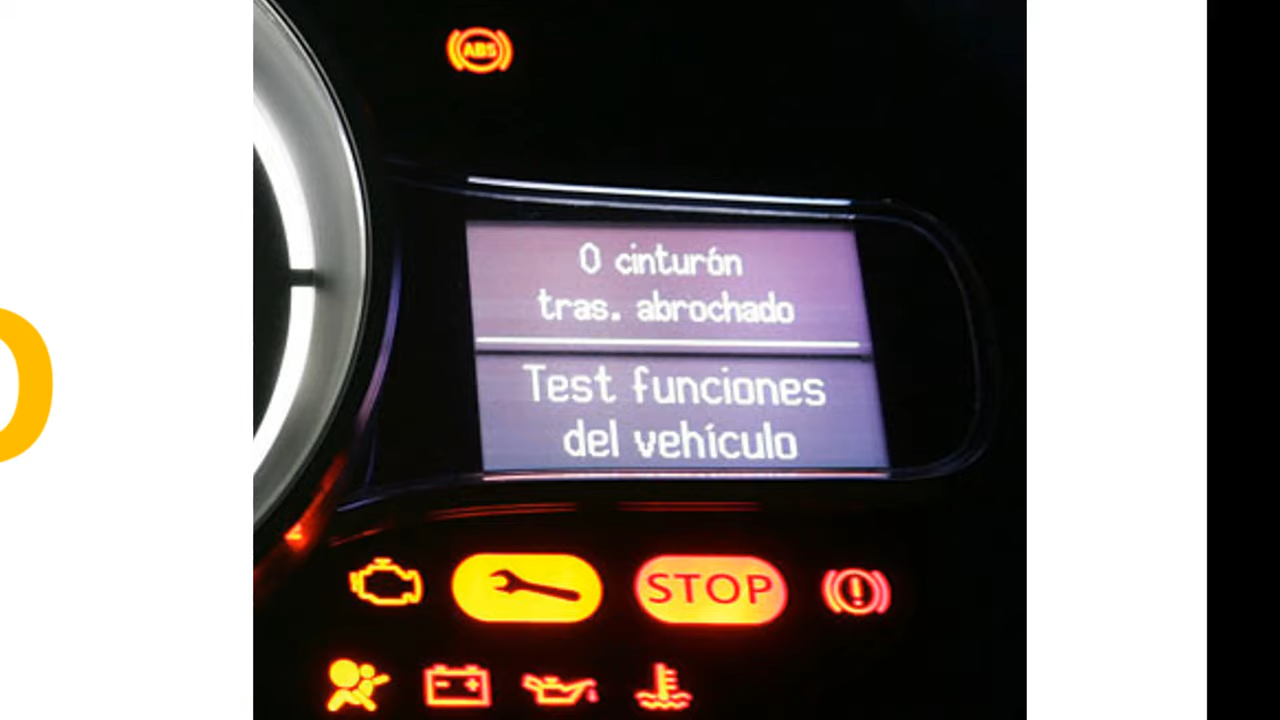 ABS
0 cinturón
tras. abrochado
Test funciones
del vehículo
STOP